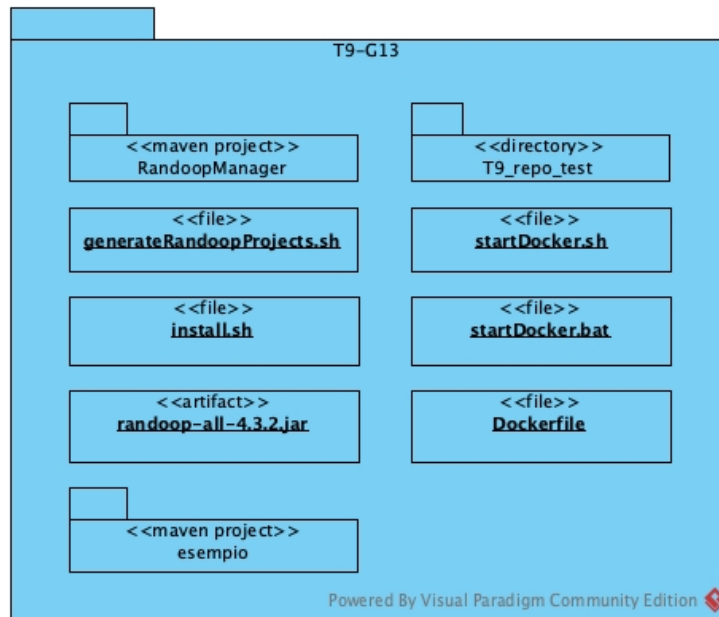 T9-G13
<<maven project>>
RandoopManager
<<directory>>
T9_repo_test
<<file>>
generateRandoopProjects.sh
<<file>>
startDocker.sh
<<file>>
install.sh
<<file>>
startDocker.bat
<<artifact>>
randoop-all-4.3.2.jar
<<file>>
Dockerfile
<<maven project>>
esempio
Powered By Visual Paradigm Community Edition